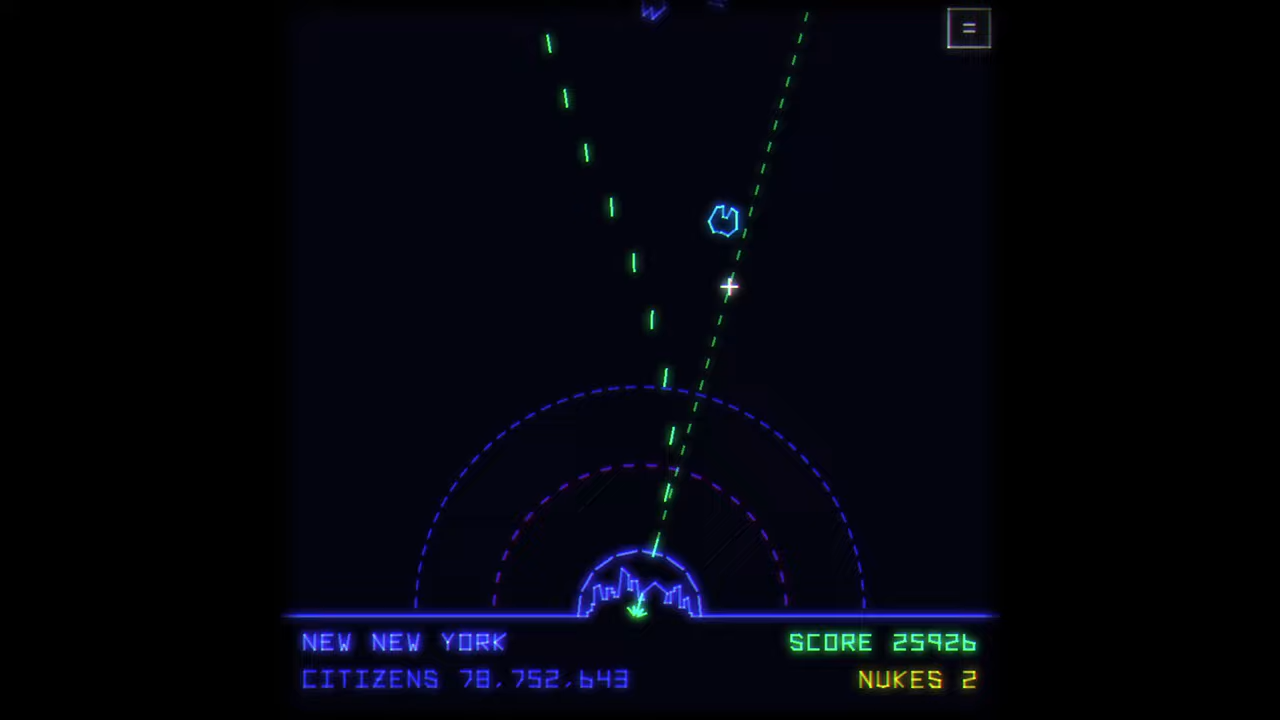 NEW NEW YORK
SCORE 25926
CITIZENS 78,752,643
NUKES 2